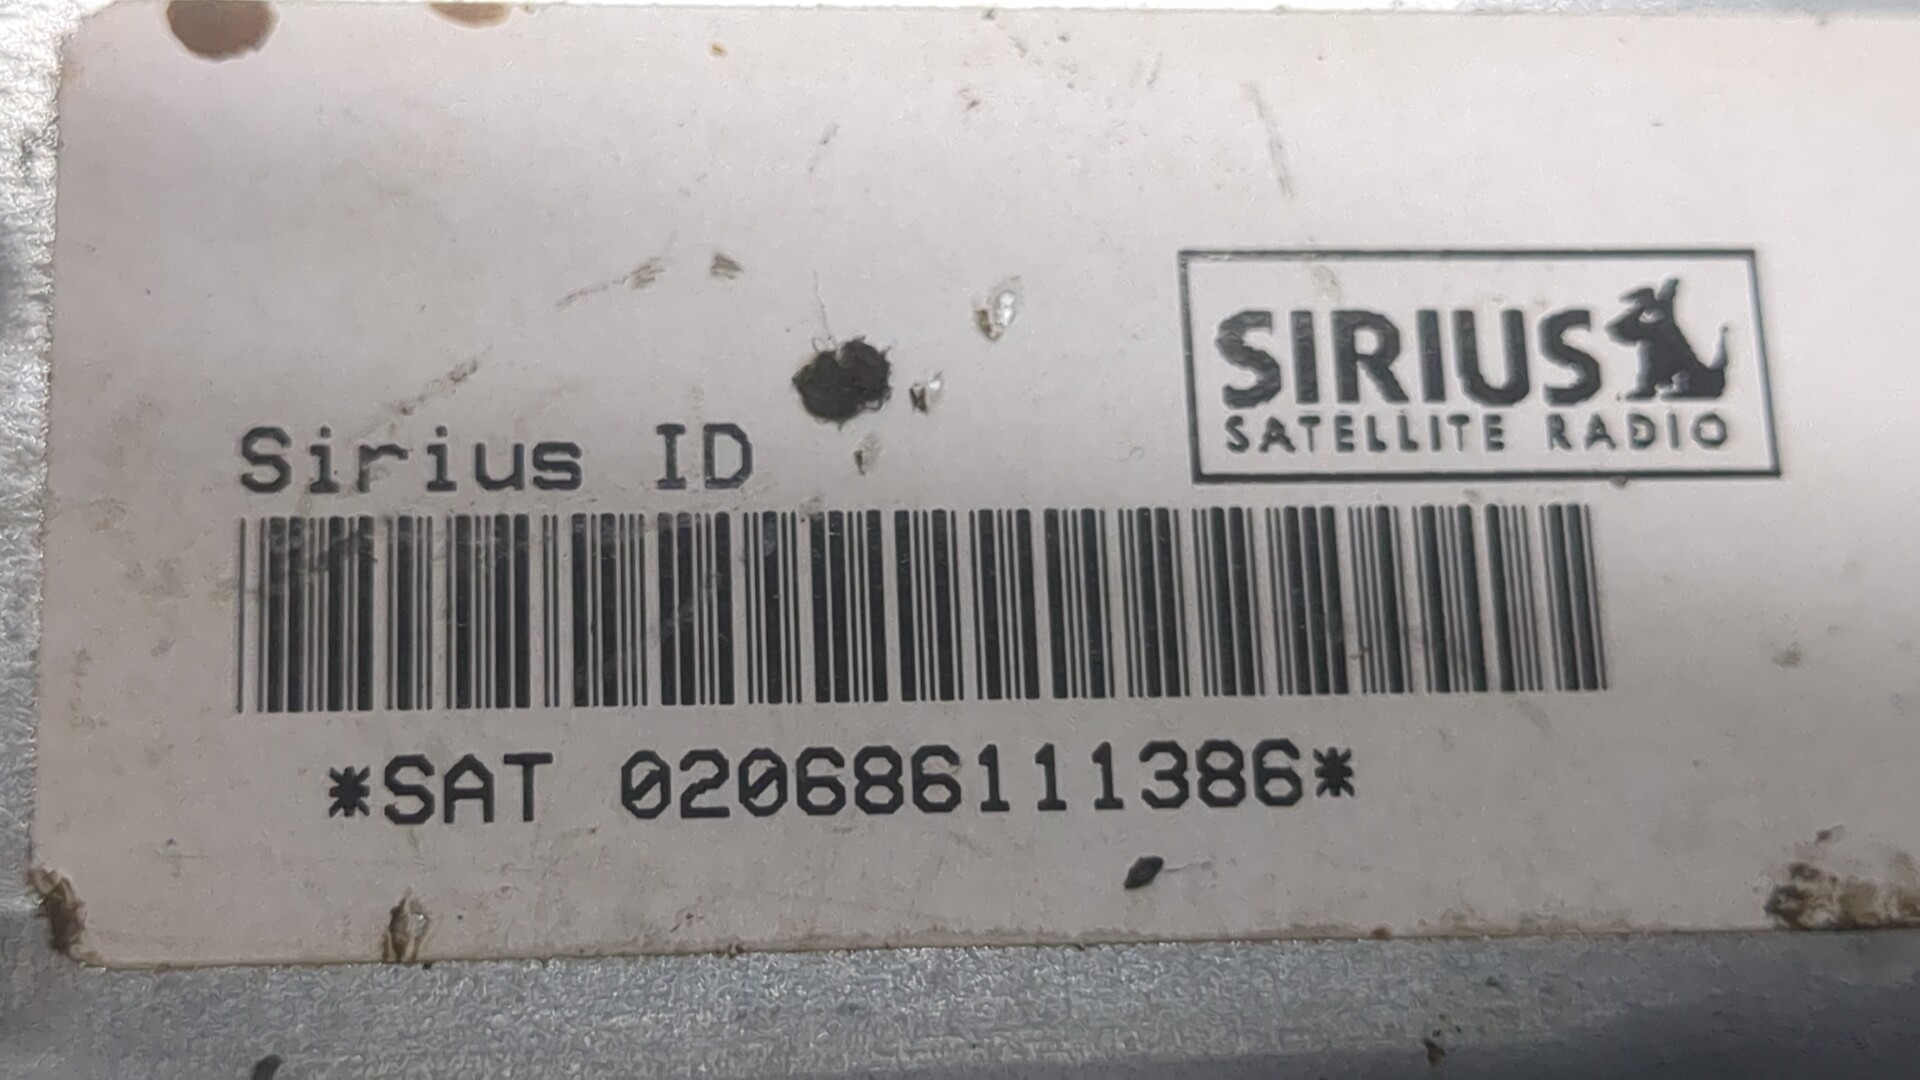 SIRIUS
SATELLITE RADIO
Sirius ID
*SAT 020686111386*